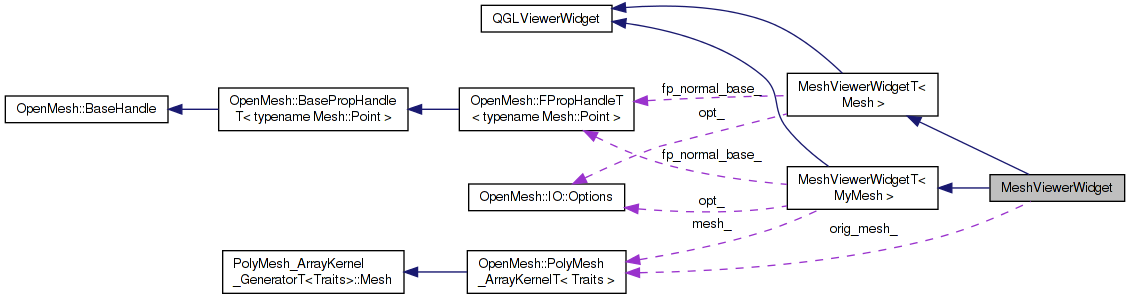 QGLViewerWidget
MeshViewerWidgetT<
Mesh >
fp_normal_base_
OpenMesh::BaseHandle
OpenMesh::BasePropHandle
T< typename Mesh::Point >
OpenMesh::FPropHandleT
< typename Mesh::Point >
opt_
fp_normal_base_
MeshViewerWidgetT<
MyMesh >
MeshViewerWidget
OpenMesh::IO::Options
opt_
mesh_
orig_mesh_
PolyMesh_ArrayKernel
_GeneratorT<Traits>::Mesh
OpenMesh::PolyMesh
_ArrayKernelT< Traits >